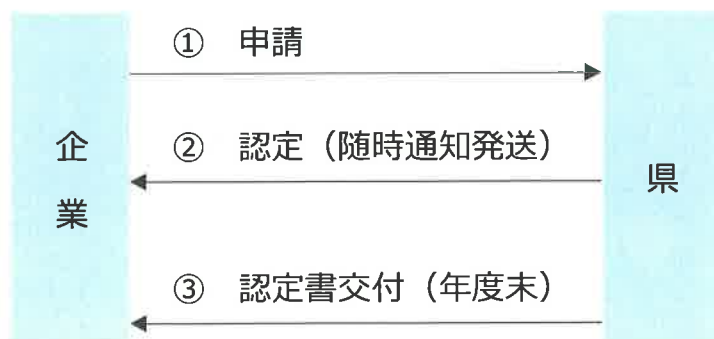 企業
県
① 申請
② 認定（随時通知発送）
③ 認定書交付（年度末）